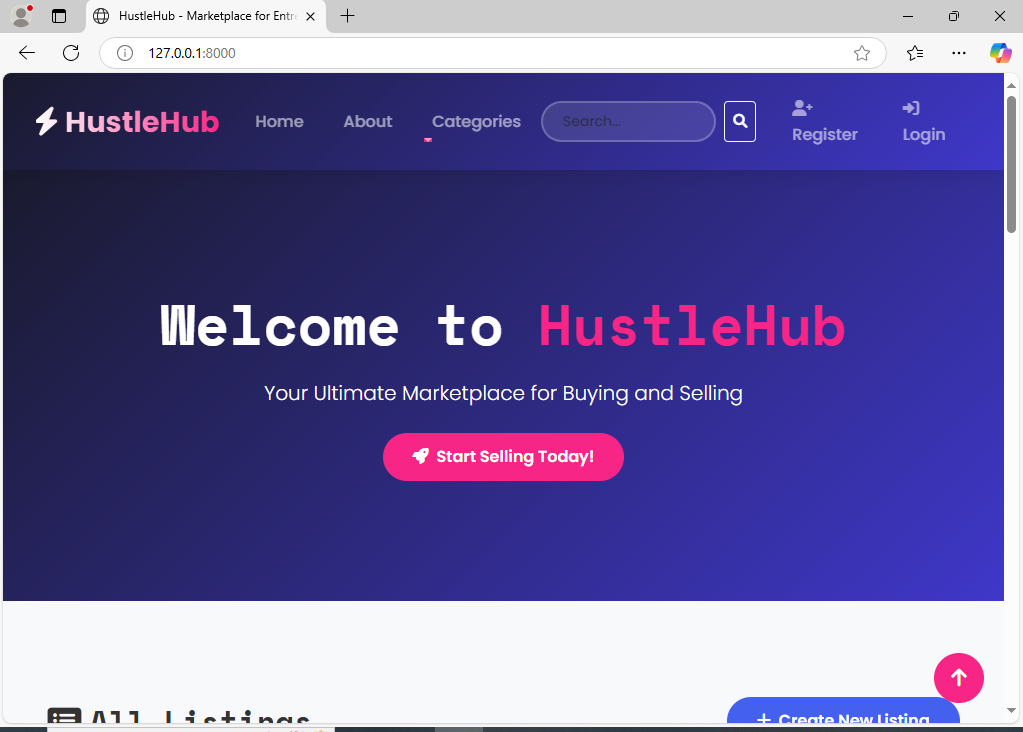 HustleHub - Marketplace for Entre
127.0.0.1:8000
HustleHub Home About Categories Search... Register Login
Welcome to HustleHub
Your Ultimate Marketplace for Buying and Selling
Start Selling Today!
All Listings
Create New Listing